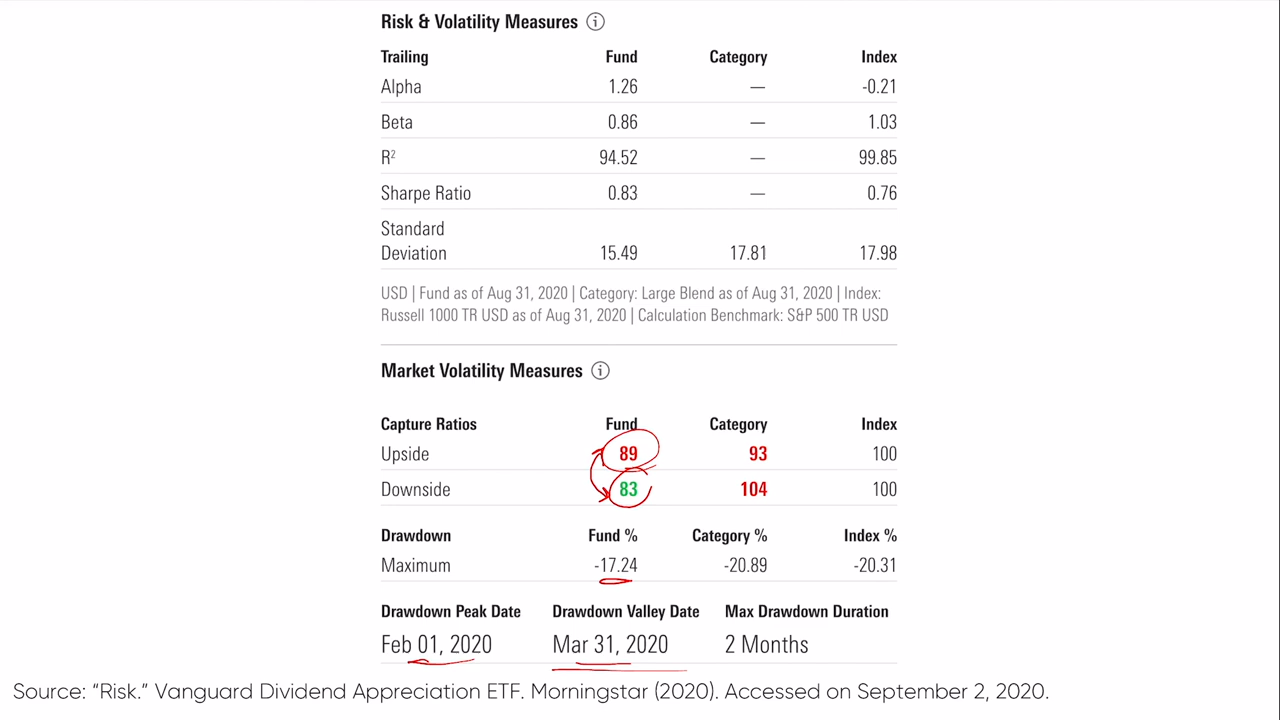 Risk & Volatility Measures
Trailing Fund Category Index
Alpha 1.26 — -0.21
Beta 0.86 — 1.03
R² 94.52 — 99.85
Sharpe Ratio 0.83 — 0.76
Standard
Deviation 15.49 17.81 17.98
USD | Fund as of Aug 31, 2020 | Category: Large Blend as of Aug 31, 2020 | Index:
Russell 1000 TR USD as of Aug 31, 2020 | Calculation Benchmark: S&P 500 TR USD
Market Volatility Measures
Capture Ratios Fund Category Index
Upside 89 93 100
Downside 83 104 100
Drawdown Fund % Category % Index %
Maximum -17.24 -20.89 -20.31
Drawdown Peak Date Drawdown Valley Date Max Drawdown Duration
Feb 01, 2020 Mar 31, 2020 2 Months
Source: “Risk.” Vanguard Dividend Appreciation ETF. Morningstar (2020). Accessed on September 2, 2020.